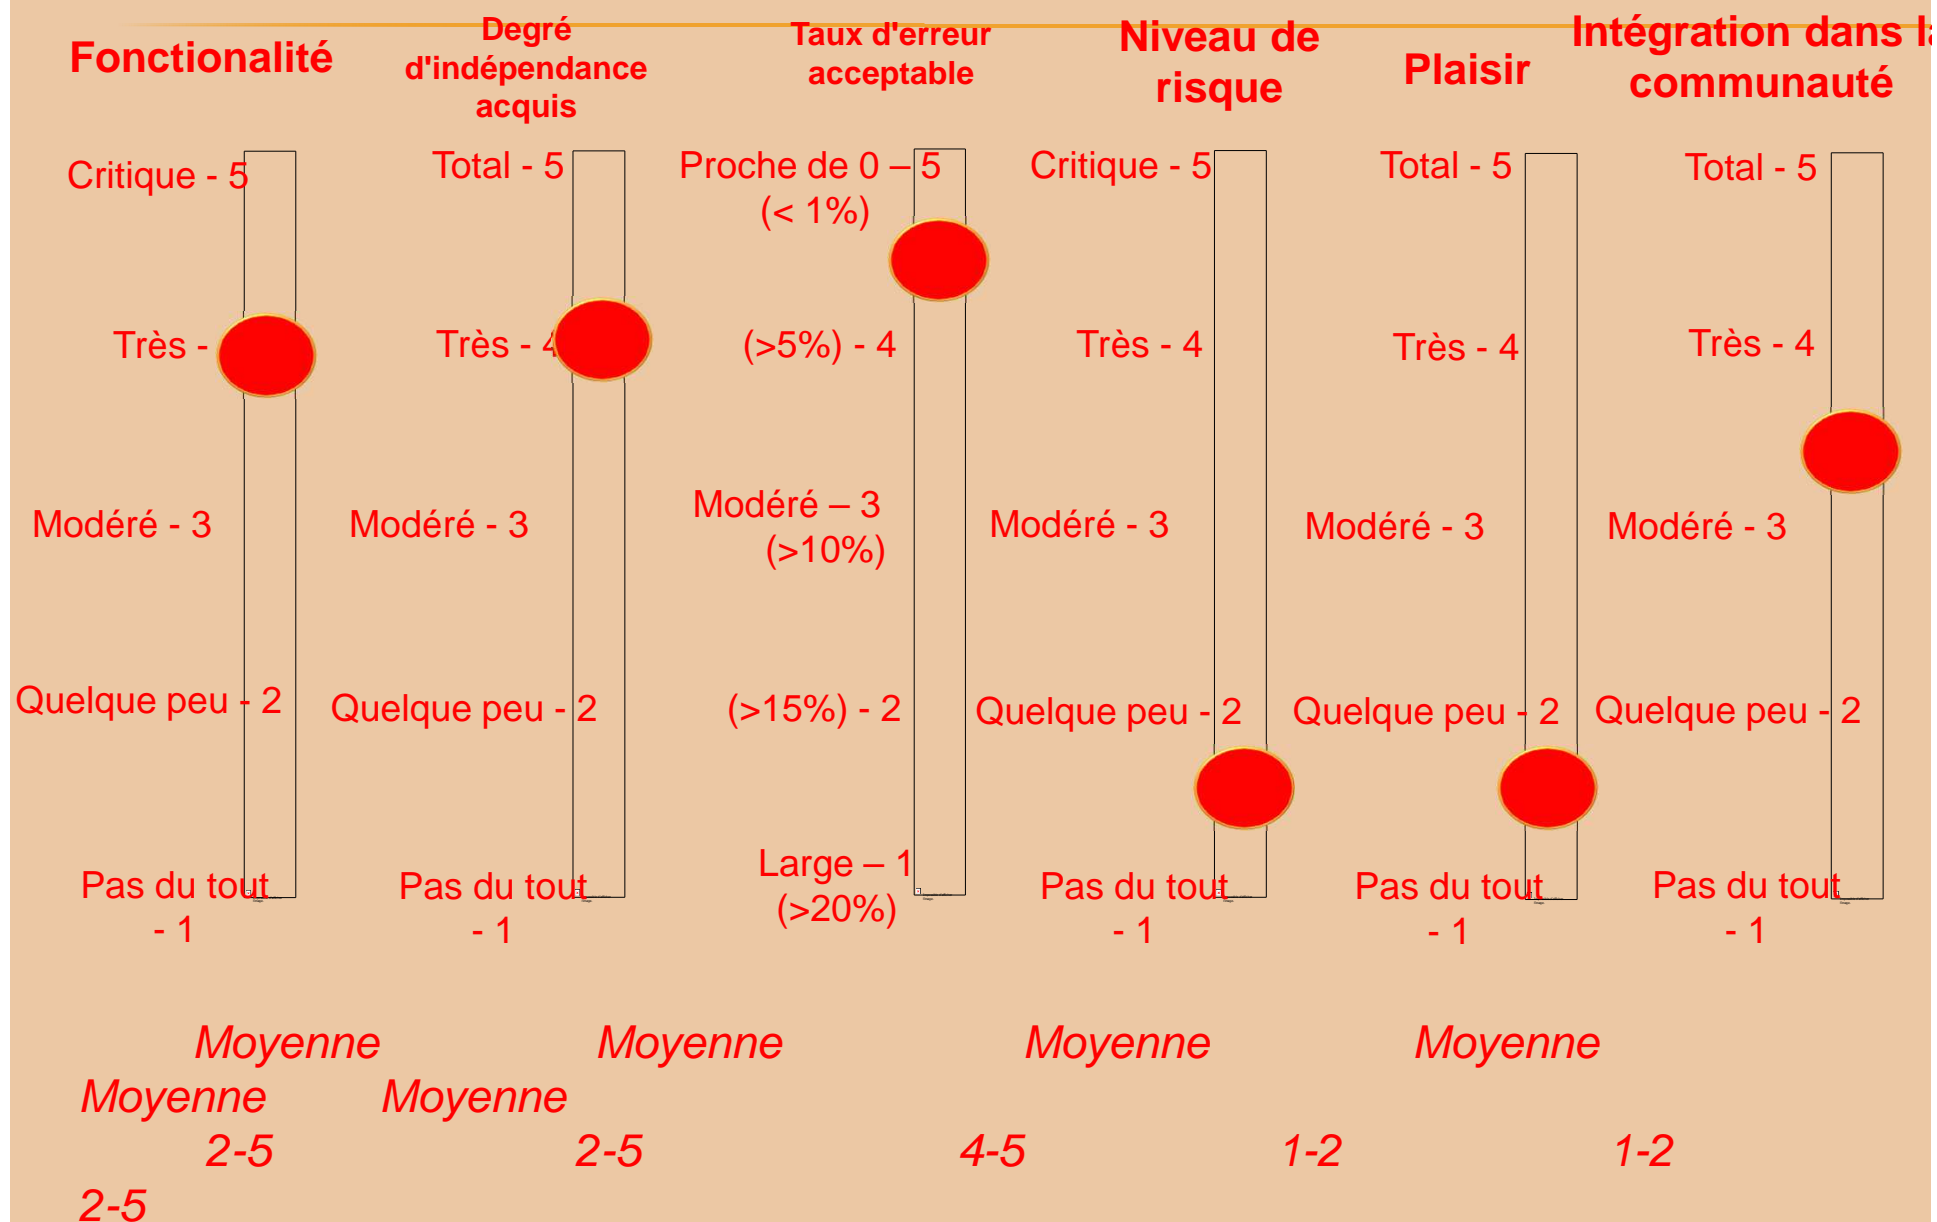 Fonctionalité
Degré
d'indépendance
acquis
Taux d'erreur
acceptable
Niveau de
risque
Plaisir
Intégration dans
communauté
Critique - 5
Très -
Modéré - 3
Quelque peu - 2
Pas du tout
- 1
Total - 5
Très - 4
Modéré - 3
Quelque peu - 2
Pas du tout
- 1
Proche de 0 – 5
(< 1%)
(>5%) - 4
Modéré – 3
(>10%)
(>15%) - 2
Large – 1
(>20%)
Critique - 5
Très - 4
Modéré - 3
Quelque peu - 2
Pas du tout
- 1
Total - 5
Très - 4
Modéré - 3
Quelque peu - 2
Pas du tout
- 1
Total - 5
Très - 4
Modéré - 3
Quelque peu - 2
Pas du tout
- 1
Moyenne Moyenne Moyenne Moyenne
Moyenne Moyenne
2-5 2-5 4-5 1-2 1-2
2-5